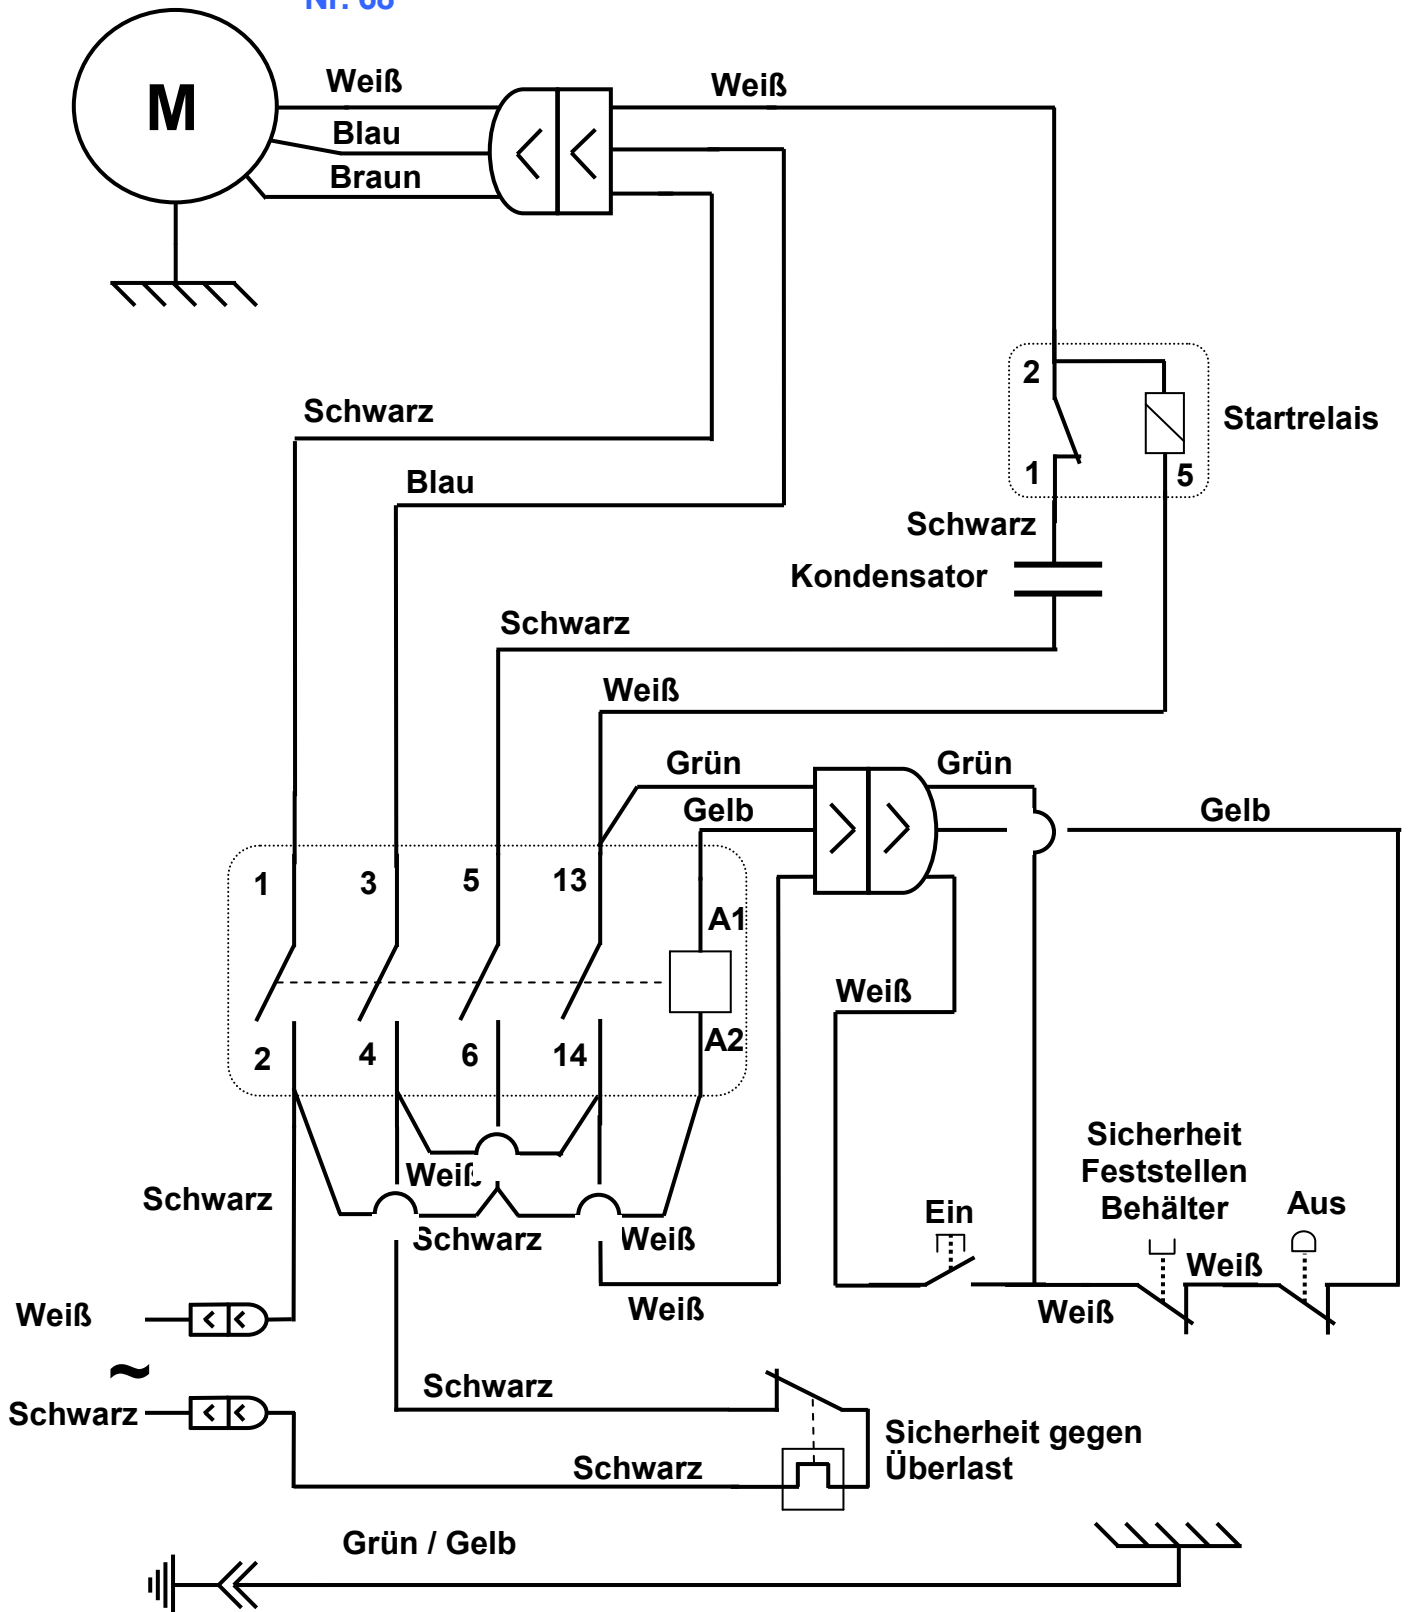 Nr. 68
Weiß
Weiß
M
Blau
Braun
2
Schwarz
Startrelais
Blau
1
5
Schwarz
Kondensator
Schwarz
Weiß
Grün
Grün
Gelb
Gelb
1
3
5
13
A1
Weiß
2
4
6
14
A2
Sicherheit
Feststellen
Behälter
Weiß
Schwarz
Aus
Ein
Schwarz
Weiß
Weiß
Weiß
Weiß
Weiß
~
Schwarz
Schwarz
Sicherheit gegen
Überlast
Schwarz
Grün / Gelb